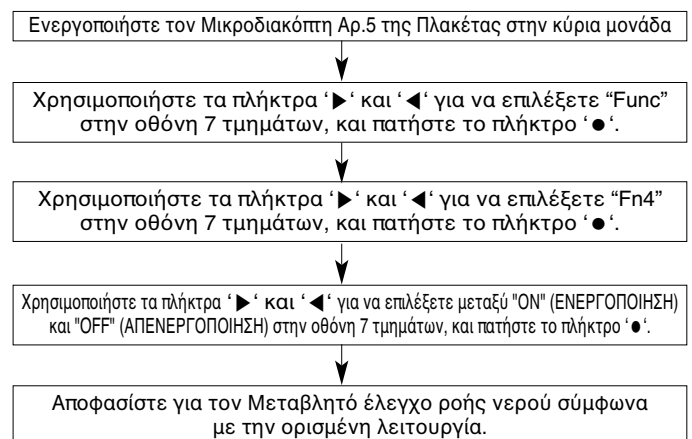 Ενεργοποιήστε τον Μικροδιακόπτη Αρ.5 της Πλακέτας στην κύρια μονάδα
Χρησιμοποιήστε τα πλήκτρα ‘▶‘ και ‘◀‘ για να επιλέξετε “Func”
στην οθόνη 7 τμημάτων, και πατήστε το πλήκτρο ‘●‘.
Χρησιμοποιήστε τα πλήκτρα ‘▶‘ και ‘◀‘ για να επιλέξετε “Fn4”
στην οθόνη 7 τμημάτων, και πατήστε το πλήκτρο ‘●‘.
Χρησιμοποιήστε τα πλήκτρα ‘▶‘ και ‘◀‘ για να επιλέξετε μεταξύ "ON" (ΕΝΕΡΓΟΠΟΙΗΣΗ)
και "OFF" (ΑΠΕΝΕΡΓΟΠΟΙΗΣΗ) στην οθόνη 7 τμημάτων, και πατήστε το πλήκτρο ‘●‘.
Αποφασίστε για τον Μεταβλητό έλεγχο ροής νερού σύμφωνα
με την ορισμένη λειτουργία.